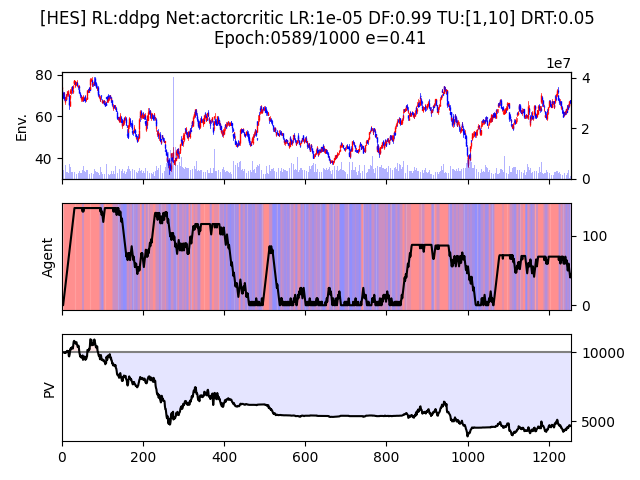 [HES] RL:ddpg Net:actorcritic LR:1e-05 DF:0.99 TU:[1,10] DRT:0.05
Epoch:0589/1000 e=0.41
1e7
80
60
40
Env.
4
2
0
Agent
100
0
PV
10000
5000
0 200 400 600 800 1000 1200